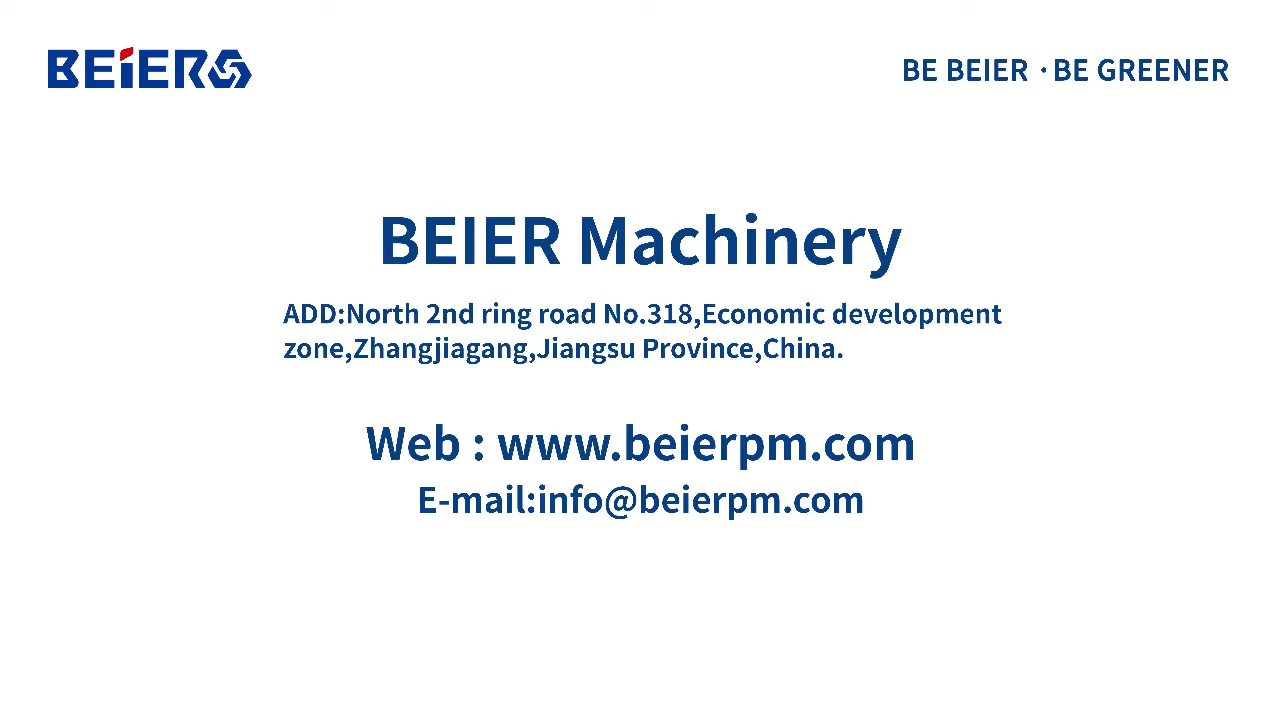 BEIER
BE BEIER ·BE GREENER
BEIER Machinery
ADD:North 2nd ring road No.318,Economic development
zone,Zhangjiagang,Jiangsu Province,China.
Web : www.beierpm.com
E-mail:info@beierpm.com